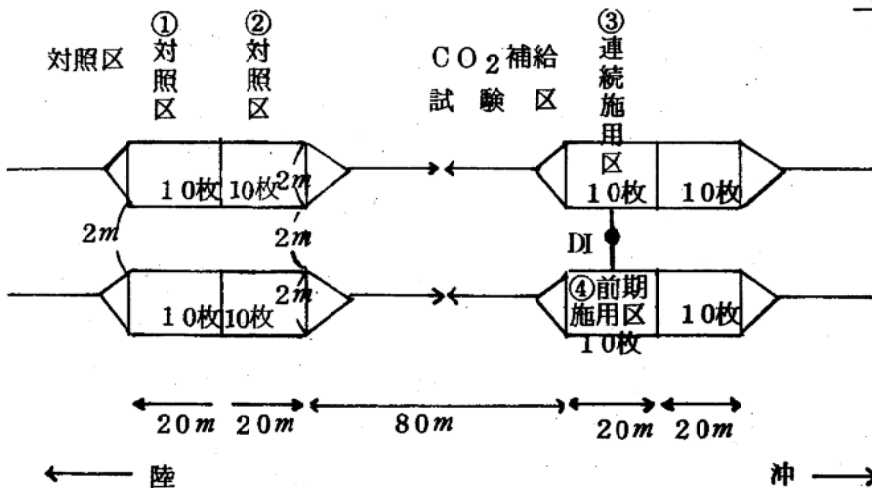 対照区
①対照区
②対照区
CO₂補給
試験区
③連続施用区
10枚
10枚
2m
10枚
10枚
2m
2m
DI
10枚
10枚
2m
④前期
施用区
10枚
10枚
20m
20m
80m
20m
20m
陸
沖